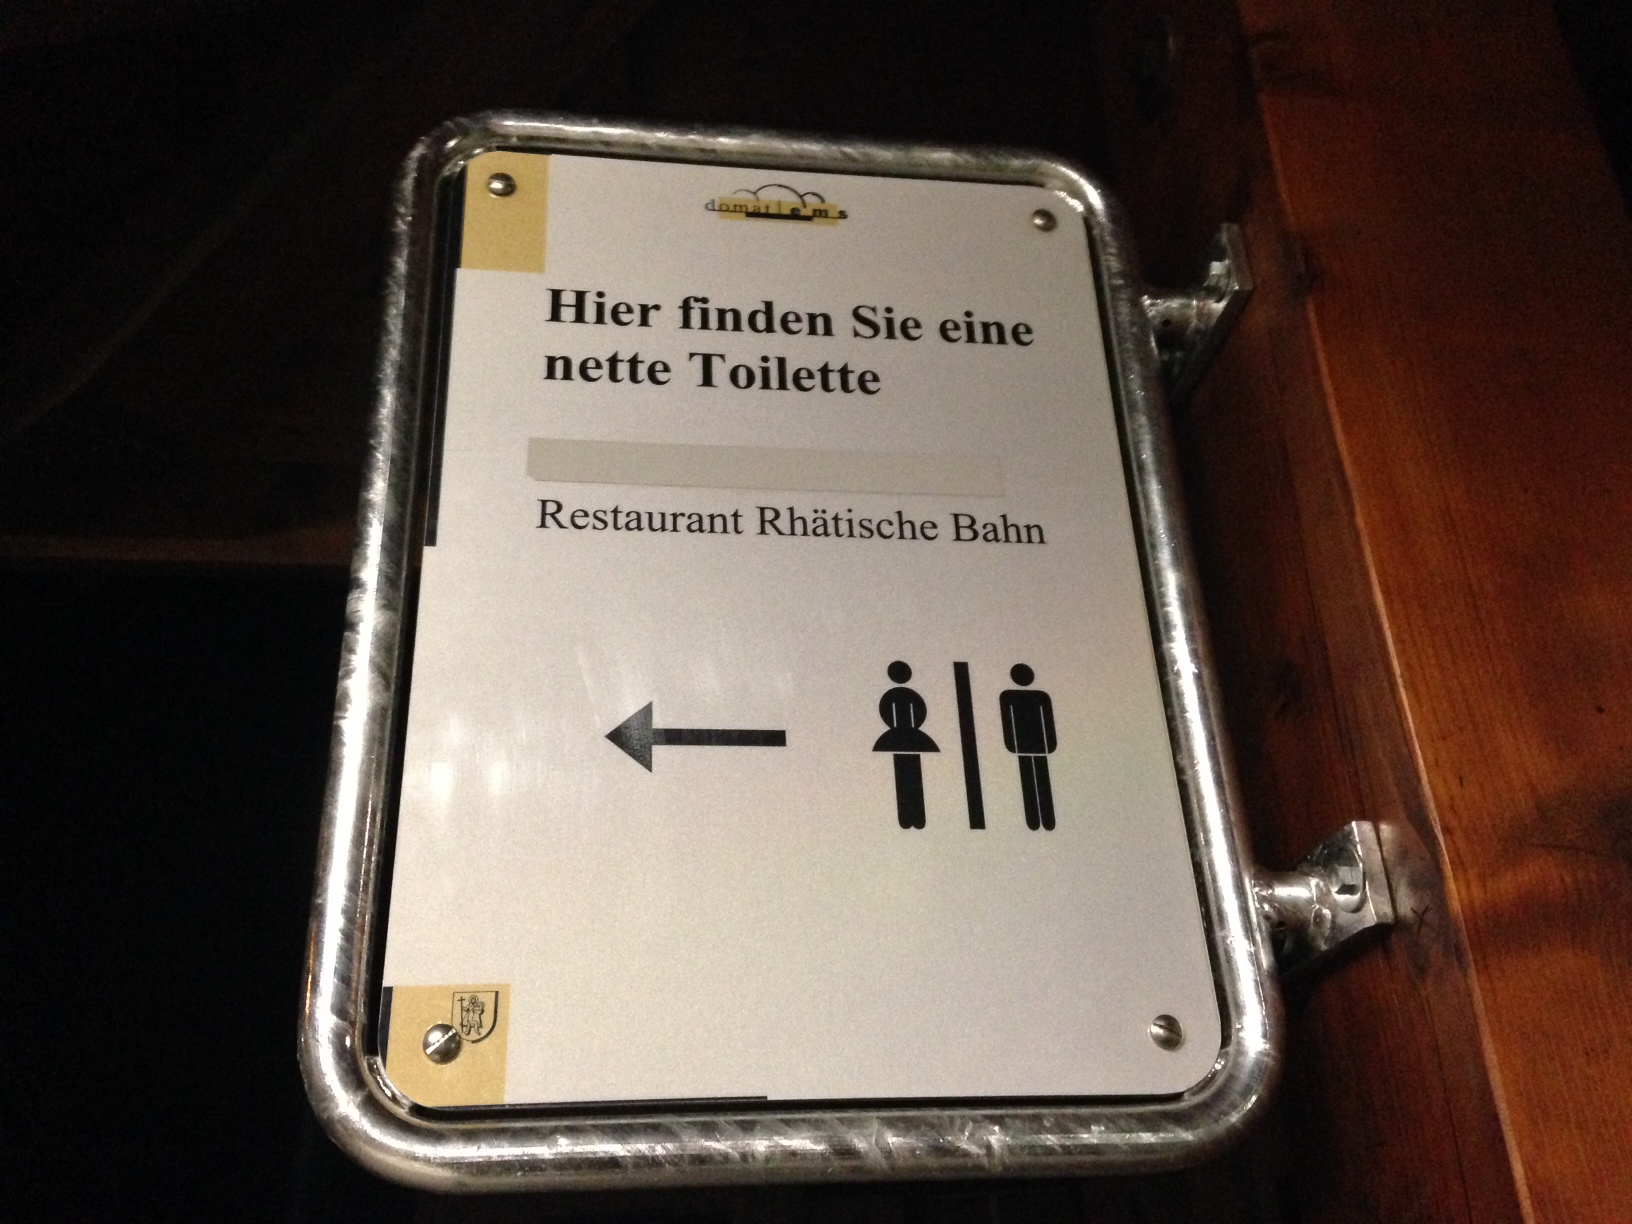 domat|ems
Hier finden Sie eine
nette Toilette
Restaurant Rhätische Bahn